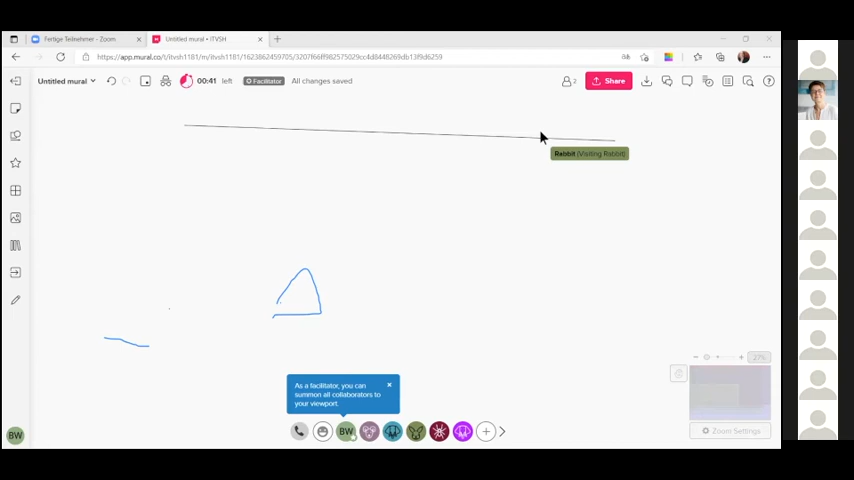 Fertige Teilnehmer - Zoom
Untitled mural • ITVSH
https://app.mural.co/t/itvsh1181/m/itvsh1181/1623862459705/3207f66ff982575029cc4d8448269db13f9d6259
Untitled mural
00:41 left
Facilitator
All changes saved
2
Share
Rabbit (Visiting Rabbit)
27%
As a facilitator, you can
summon all collaborators to
your viewport.
BW
BW
Zoom Settings